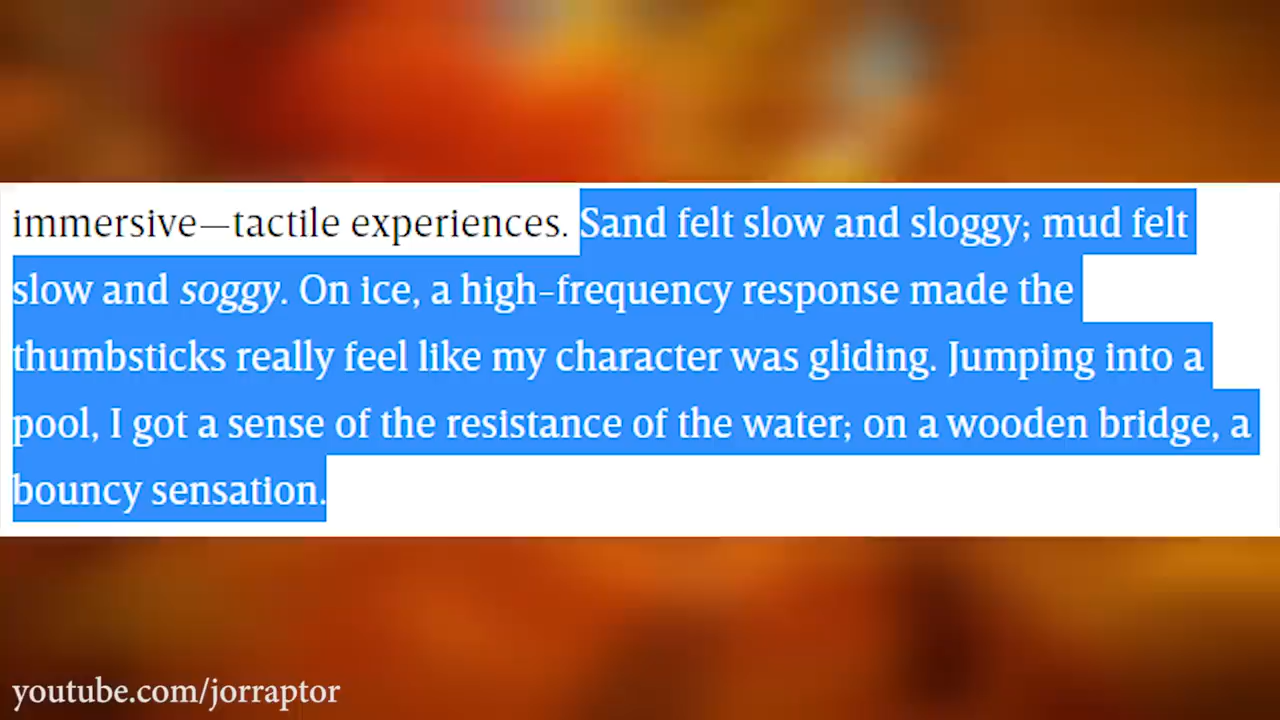 immersive—tactile experiences. Sand felt slow and sloggy; mud felt
slow and soggy. On ice, a high-frequency response made the
thumbsticks really feel like my character was gliding. Jumping into a
pool, I got a sense of the resistance of the water; on a wooden bridge, a
bouncy sensation.
youtube.com/jorraptor